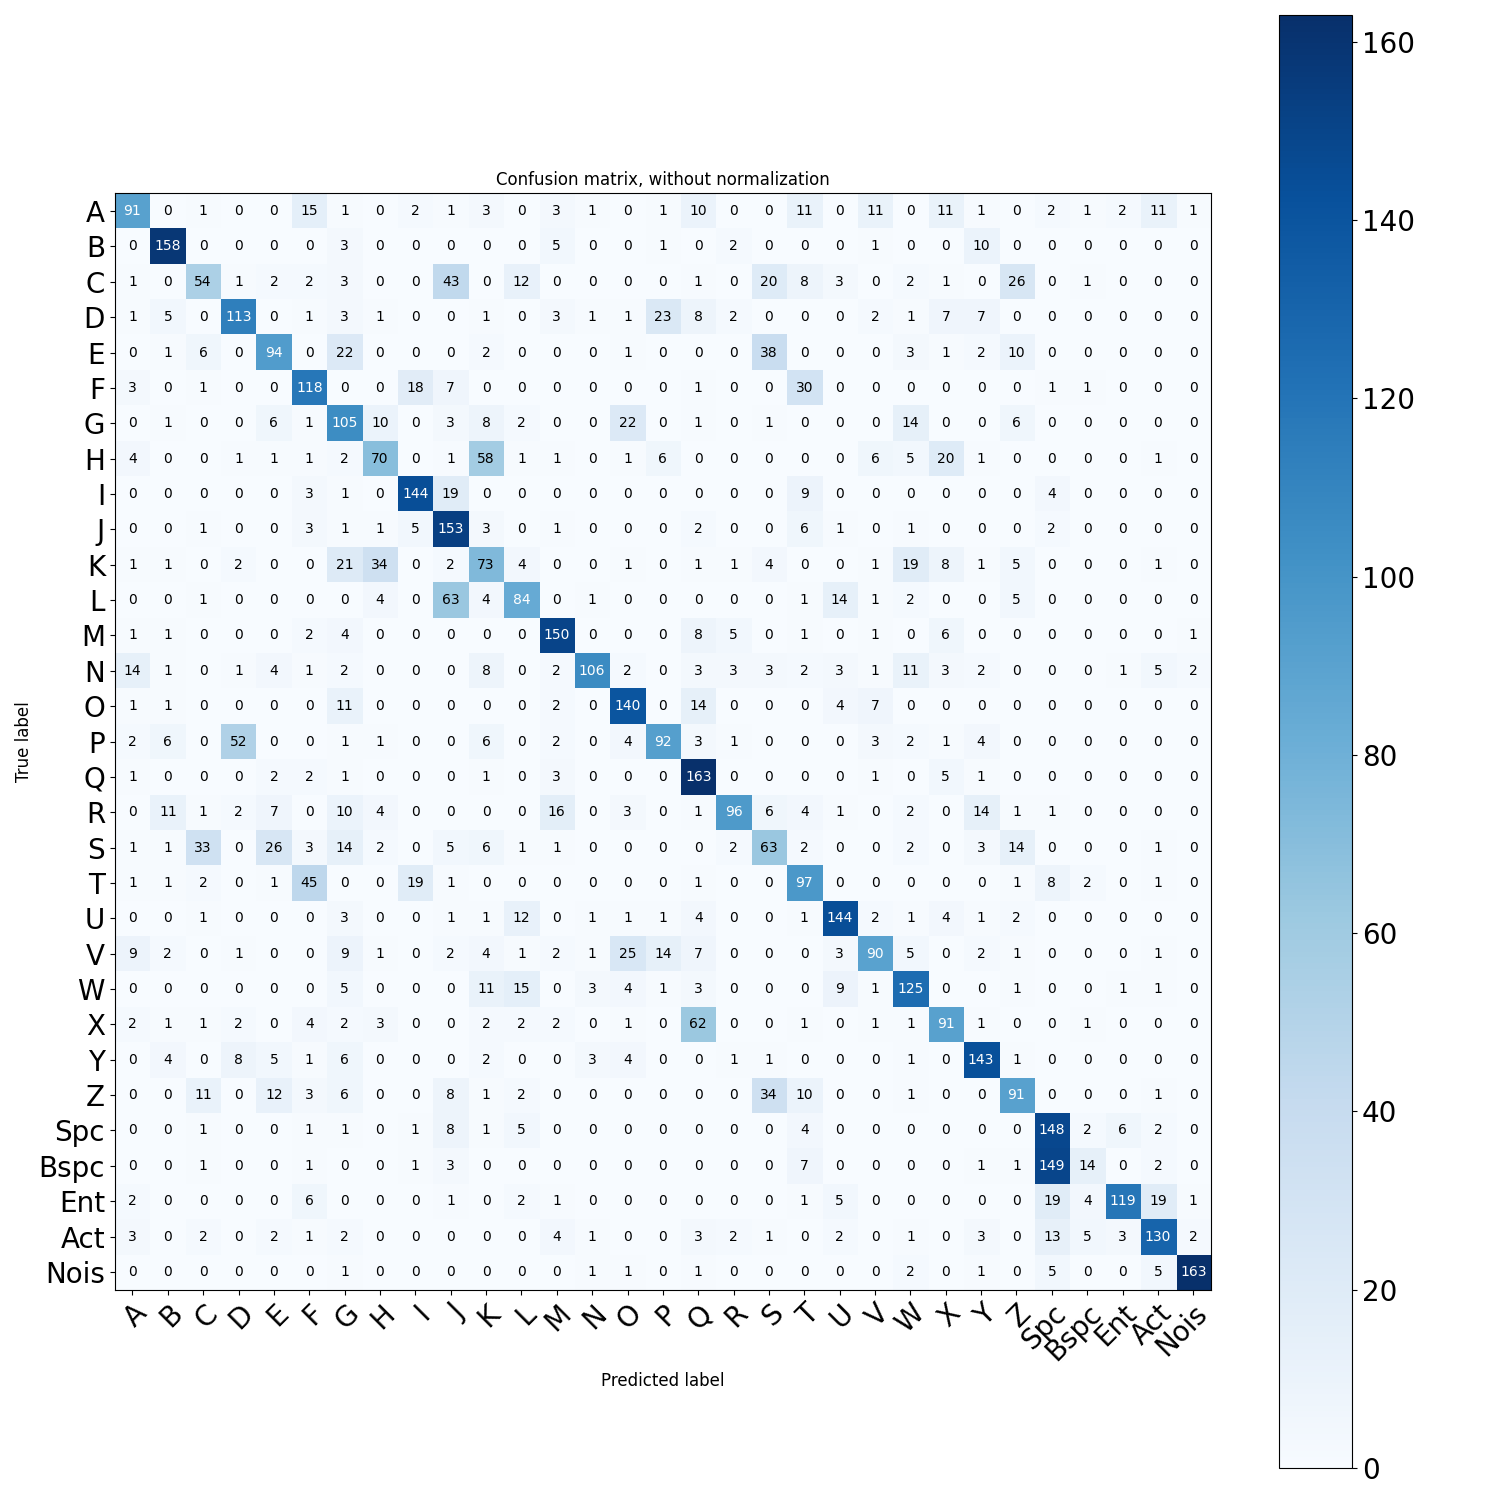 Confusion matrix, without normalization
A 91 0 1 0 0 15 1 0 2 1 3 0 3 1 0 1 10 0 0 11 0 11 0 11 1 0 2 1 2 11 1
B 0 158 0 0 0 0 3 0 0 0 0 0 5 0 0 1 0 2 0 0 0 1 0 0 10 0 0 0 0 0 0
C 1 0 54 1 2 2 3 0 0 43 0 12 0 0 0 0 1 0 20 8 3 0 2 1 0 26 0 1 0 0 0
D 1 5 0 113 0 1 3 1 0 0 1 0 3 1 1 23 8 2 0 0 0 2 1 7 7 0 0 0 0 0 0
E 0 1 6 0 94 0 22 0 0 0 2 0 0 0 1 0 0 0 38 0 0 0 3 1 2 10 0 0 0 0 0
F 3 0 1 0 0 118 0 0 18 7 0 0 0 0 0 0 1 0 0 30 0 0 0 0 0 0 1 1 0 0 0
G 0 1 0 0 6 1 105 10 0 3 8 2 0 0 22 0 1 0 1 0 0 0 14 0 0 6 0 0 0 0 0
H 4 0 0 1 1 1 2 70 0 1 58 1 1 0 1 6 0 0 0 0 0 6 5 20 1 0 0 0 0 1 0
I 0 0 0 0 0 3 1 0 144 19 0 0 0 0 0 0 0 0 0 9 0 0 0 0 0 0 4 0 0 0 0
J 0 0 1 0 0 3 1 1 5 153 3 0 1 0 0 0 2 0 0 6 1 0 1 0 0 0 2 0 0 0 0
K 1 1 0 2 0 0 21 34 0 2 73 4 0 0 1 0 1 1 4 0 0 1 19 8 1 5 0 0 0 1 0
L 0 0 1 0 0 0 0 4 0 63 4 84 0 1 0 0 0 0 0 1 14 1 2 0 0 5 0 0 0 0 0
M 1 1 0 0 0 2 4 0 0 0 0 0 150 0 0 0 8 5 0 1 0 1 0 6 0 0 0 0 0 0 1
N 14 1 0 1 4 1 2 0 0 0 8 0 2 106 2 0 3 3 3 2 3 1 11 3 2 0 0 0 1 5 2
O 1 1 0 0 0 0 11 0 0 0 0 0 2 0 140 0 14 0 0 0 4 7 0 0 0 0 0 0 0 0 0
P 2 6 0 52 0 0 1 1 0 0 6 0 2 0 4 92 3 1 0 0 0 3 2 1 4 0 0 0 0 0 0
Q 1 0 0 0 2 2 1 0 0 0 1 0 3 0 0 0 163 0 0 0 0 1 0 5 1 0 0 0 0 0 0
R 0 11 1 2 7 0 10 4 0 0 0 0 16 0 3 0 1 96 6 4 1 0 2 0 14 1 1 0 0 0 0
S 1 1 33 0 26 3 14 2 0 5 6 1 1 0 0 0 0 2 63 2 0 0 2 0 3 14 0 0 0 1 0
T 1 1 2 0 1 45 0 0 19 1 0 0 0 0 0 0 1 0 0 97 0 0 0 0 0 1 8 2 0 1 0
U 0 0 1 0 0 0 3 0 0 1 1 12 0 1 1 1 4 0 0 1 144 2 1 4 1 2 0 0 0 0 0
V 9 2 0 1 0 0 9 1 0 2 4 1 2 1 25 14 7 0 0 0 3 90 5 0 2 1 0 0 0 1 0
W 0 0 0 0 0 0 5 0 0 0 11 15 0 3 4 1 3 0 0 0 9 1 125 0 0 1 0 0 1 1 0
X 2 1 1 2 0 4 2 3 0 0 2 2 2 0 1 0 62 0 0 1 0 1 1 91 1 0 0 1 0 0 0
Y 0 4 0 8 5 1 6 0 0 0 2 0 0 3 4 0 0 1 1 0 0 0 1 0 143 1 0 0 0 0 0
Z 0 0 11 0 12 3 6 0 0 8 1 2 0 0 0 0 0 0 34 10 0 0 1 0 0 91 0 0 0 1 0
Spc 0 0 1 0 0 1 1 0 1 8 1 5 0 0 0 0 0 0 0 4 0 0 0 0 0 0 148 2 6 2 0
Bspc 0 0 1 0 0 1 0 0 1 3 0 0 0 0 0 0 0 0 0 7 0 0 0 0 1 1 149 14 0 2 0
Ent 2 0 0 0 0 6 0 0 0 1 0 2 1 0 0 0 0 0 0 1 5 0 0 0 0 0 19 4 119 19 1
Act 3 0 2 0 2 1 2 0 0 0 0 0 4 1 0 0 3 2 1 0 2 0 1 0 3 0 13 5 3 130 2
Nois 0 0 0 0 0 0 1 0 0 0 0 0 0 1 1 0 1 0 0 0 0 0 2 0 1 0 5 0 0 5 163
A B C D E F G H I J K L M N O P Q R S T U V W X Y Z Spc Bspc Ent Act Nois
Predicted label
True label
160
140
120
100
80
60
40
20
0